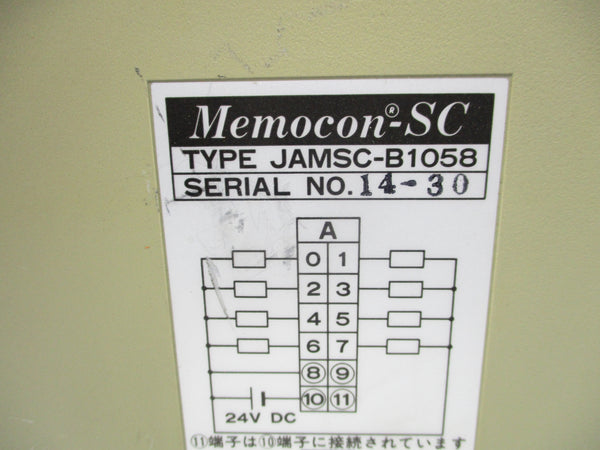 Memocon®-SC
TYPE JAMSC-B1058
SERIAL NO. 14-30
A
0 1
2 3
4 5
6 7
⑧ ⑨
⑩ ⑪
24V DC
⑪端子は⑩端子に接続されています